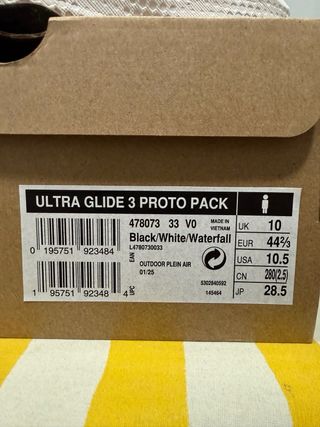 ULTRA GLIDE 3 PROTO PACK
478073 33 V0
MADE IN
VIETNAM
Black/White/Waterfall
L4780730033
EAN
0 195751 923484
OUTDOOR PLEIN AIR
01/25
5302840592
145464
UPC
1 95751 92348 4
UK 10
EUR 44⅔
USA 10.5
CN 280(2.5)
JP 28.5